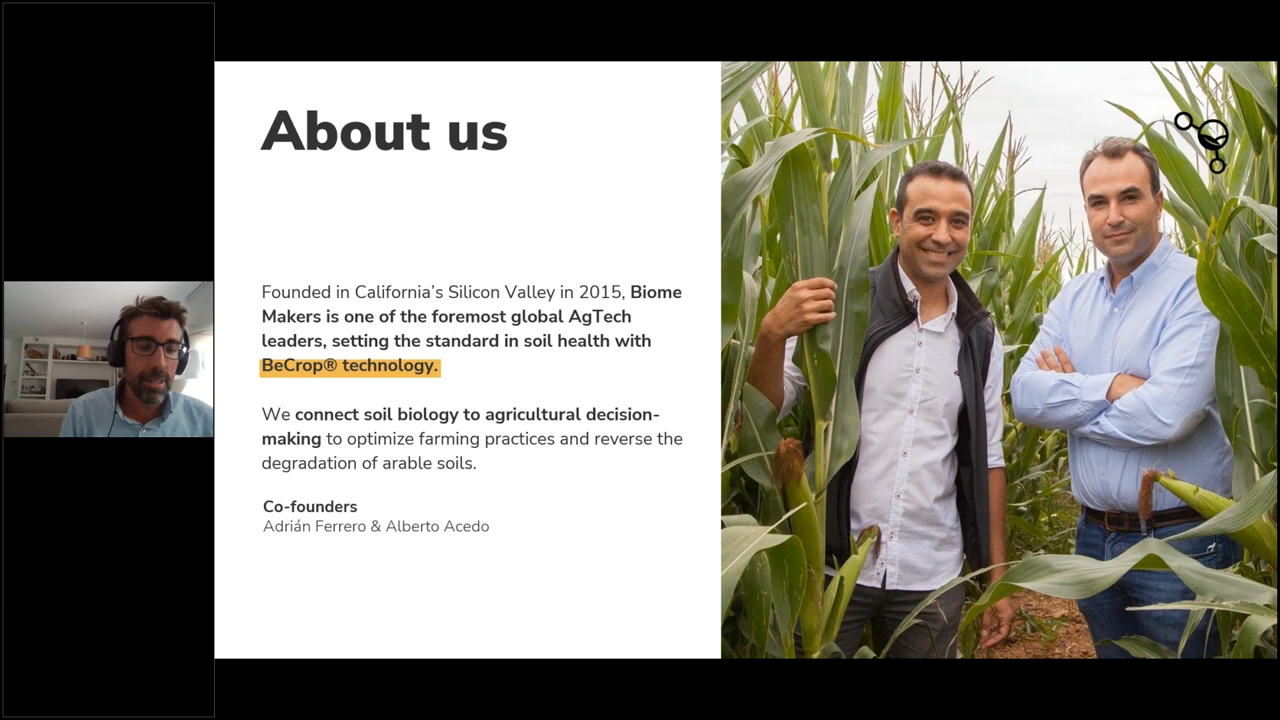 About us
Founded in California’s Silicon Valley in 2015, Biome
Makers is one of the foremost global AgTech
leaders, setting the standard in soil health with
BeCrop® technology.
We connect soil biology to agricultural decision-
making to optimize farming practices and reverse the
degradation of arable soils.
Co-founders
Adrián Ferrero & Alberto Acedo